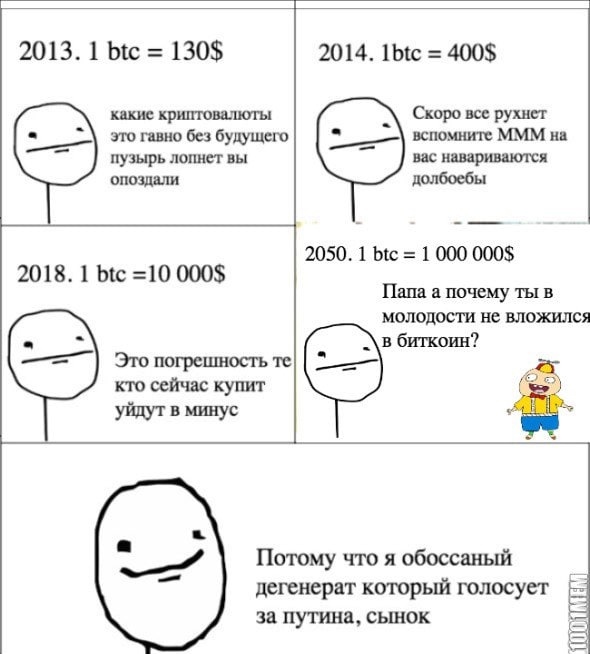 2013. 1 btc = 130$
какие криптовалюты
это гавно без будущего
пузырь лопнет вы
опоздали
2014. 1btc = 400$
Скоро все рухнет
вспомните МММ на
вас навариваются
долбоебы
2018. 1 btc =10 000$
Это погрешность те
кто сейчас купит
уйдут в минус
2050. 1 btc = 1 000 000$
Папа а почему ты в
молодости не вложился
в биткоин?
Потому что я обоссаный
дегенерат который голосует
за путина, сынок